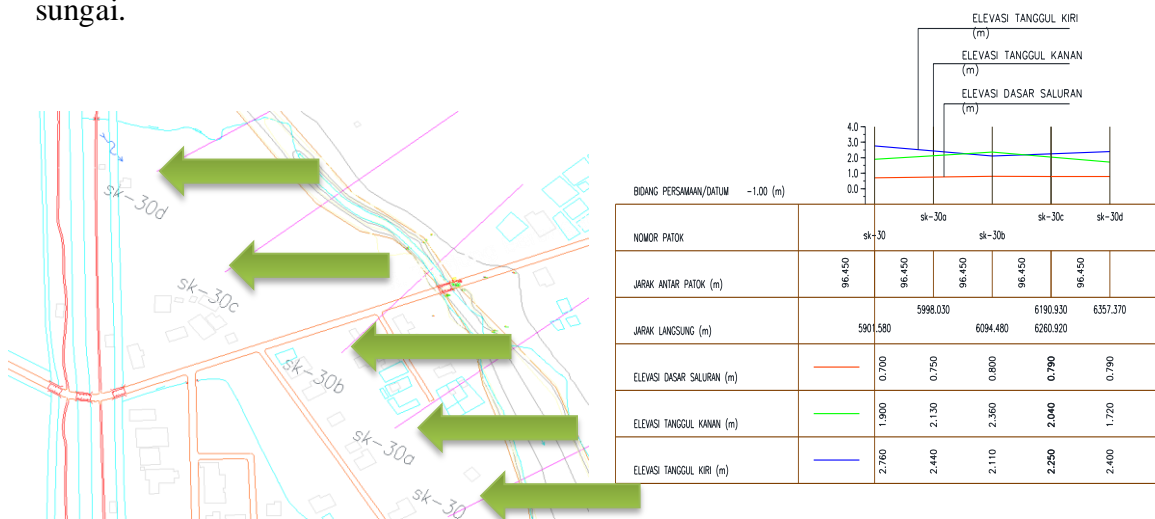 sungai.
sk-30d
sk-30c
sk-30b
sk-30a
sk-30
ELEVASI TANGGUL KIRI
(m)
ELEVASI TANGGUL KANAN
(m)
ELEVASI DASAR SALURAN
(m)
4.0
3.0
2.0
1.0
0.0
BIDANG PERSAMAAN/DATUM -1.00 (m)
sk-30a sk-30c sk-30d
NOMOR PATOK sk-30 sk-30b
JARAK ANTAR PATOK (m) 96.450 96.450 96.450 96.450 96.450
5998.030 6190.930 6357.370
JARAK LANGSUNG (m) 5901.580 6094.480 6260.920
ELEVASI DASAR SALURAN (m) 0.700 0.750 0.800 0.790 0.790
ELEVASI TANGGUL KANAN (m) 1.900 2.130 2.360 2.040 1.720
ELEVASI TANGGUL KIRI (m) 2.760 2.440 2.110 2.250 2.400